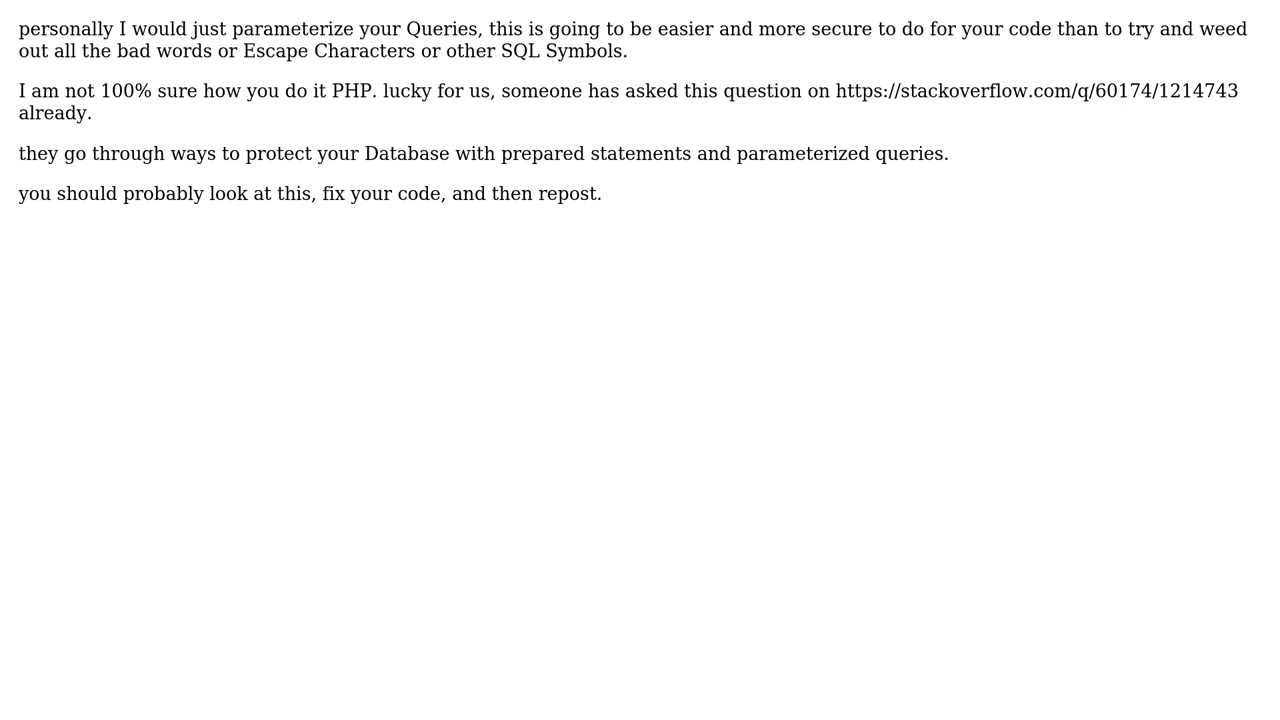 personally I would just parameterize your Queries, this is going to be easier and more secure to do for your code than to try and weed
out all the bad words or Escape Characters or other SQL Symbols.
I am not 100% sure how you do it PHP. lucky for us, someone has asked this question on https://stackoverflow.com/q/60174/1214743
already.
they go through ways to protect your Database with prepared statements and parameterized queries.
you should probably look at this, fix your code, and then repost.